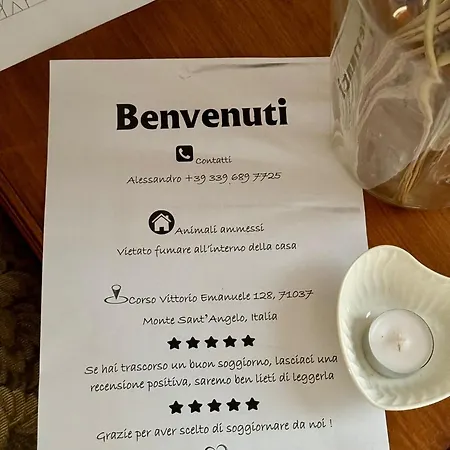 Benvenuti
Contatti
Alessandro +39 339 689 7725
Animali ammessi
Vietato fumare all'interno della casa
Corso Vittorio Emanuele 128, 71037
Monte Sant'Angelo, Italia
Se hai trascorso un buon soggiorno, lasciaci una
recensione positiva, saremo ben lieti di leggerla
Grazie per aver scelto di soggiornare da noi !